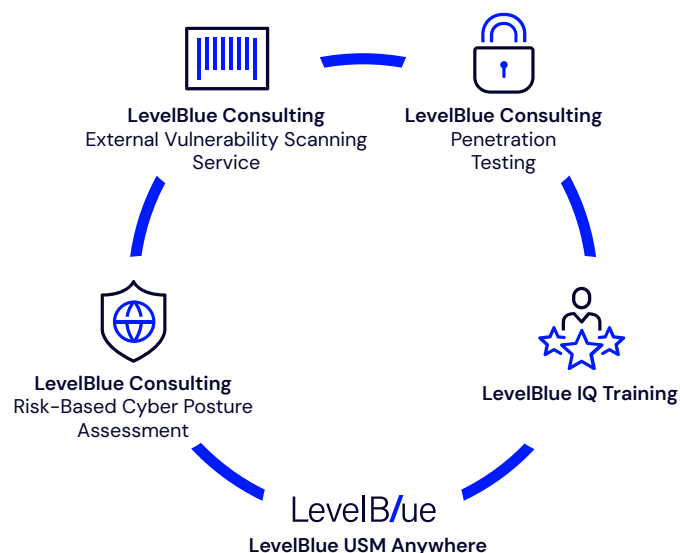 LevelBlue Consulting
External Vulnerability Scanning
Service
LevelBlue Consulting
Penetration
Testing
LevelBlue Consulting
Risk-Based Cyber Posture
Assessment
LevelBlue IQ Training
LevelBlue
LevelBlue USM Anywhere